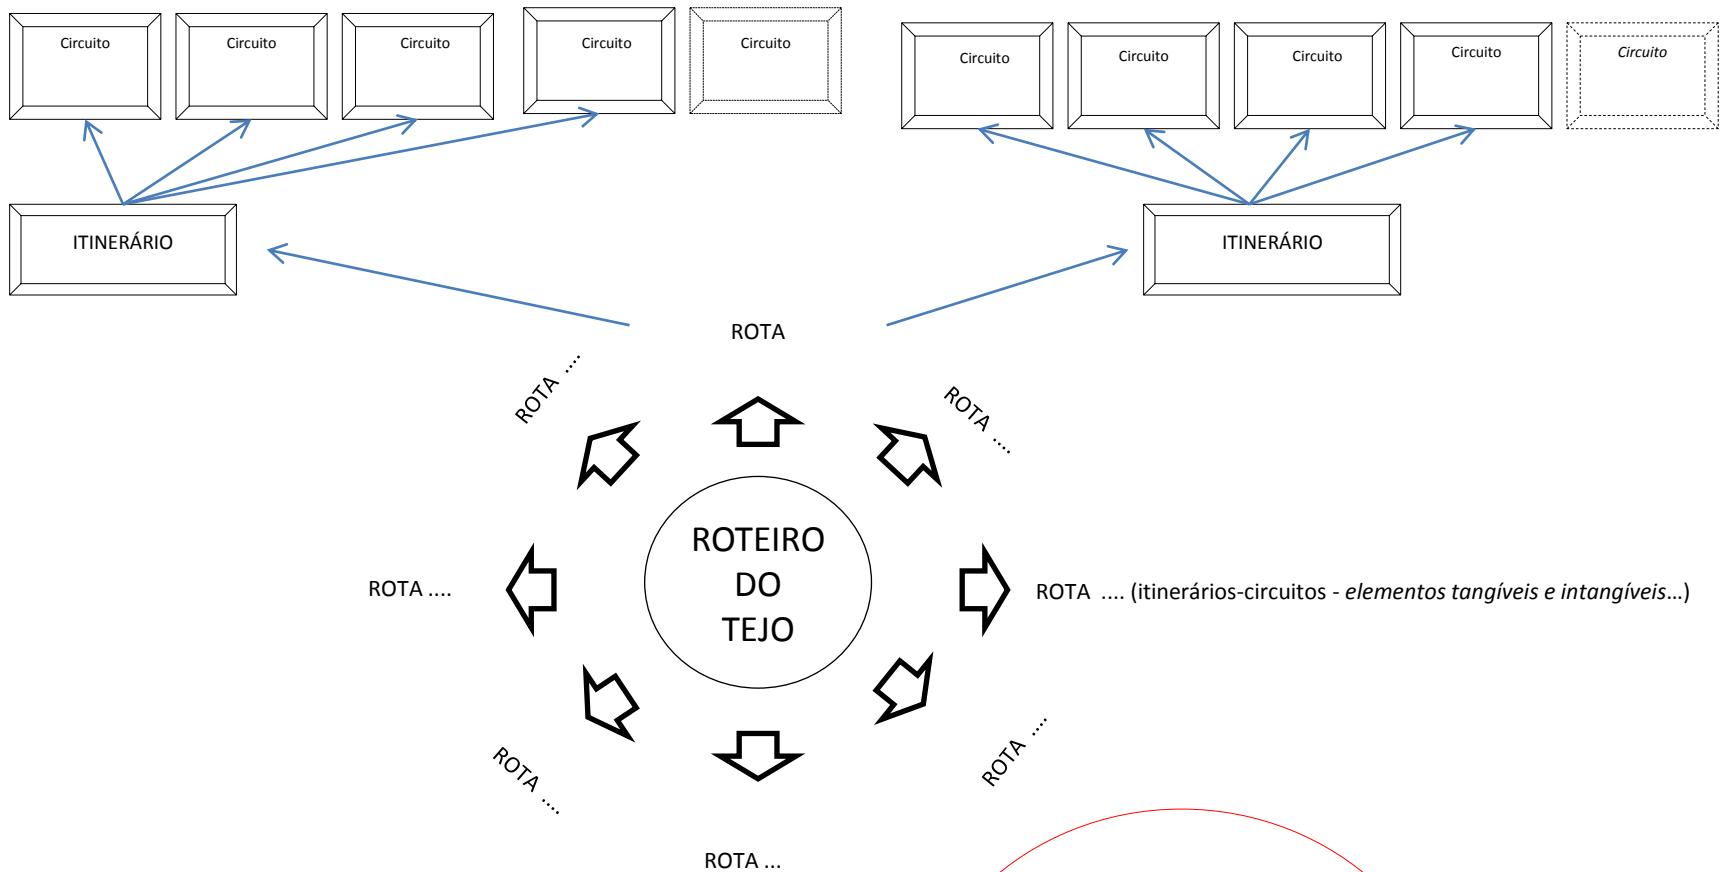 Circuito
Circuito
Circuito
Circuito
Circuito
Circuito
Circuito
Circuito
Circuito
Circuito
ITINERÁRIO
ITINERÁRIO
ROTA
ROTA ....
ROTA ....
ROTEIRO
DO
TEJO
ROTA ....
ROTA .... (itinerários-circuitos - elementos tangíveis e intangíveis...)
ROTA ....
ROTA ....
ROTA ...